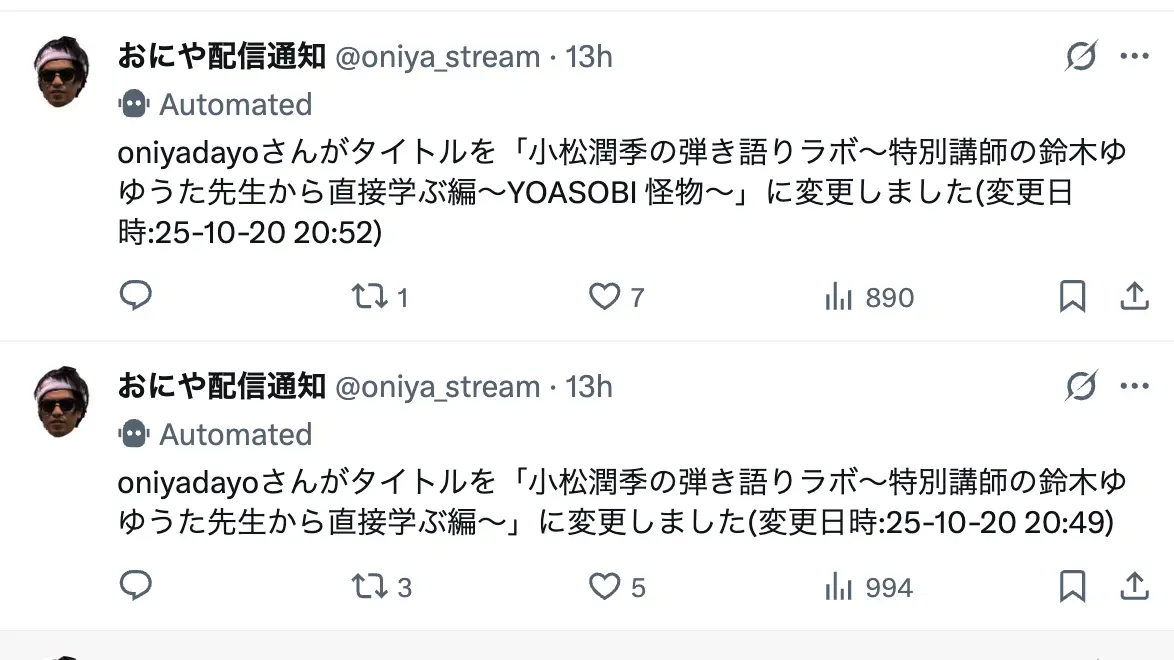 おにや配信通知 @oniya_stream · 13h
Automated
oniyadayoさんがタイトルを「小松潤季の弾き語りラボ〜特別講師の鈴木ゆ
ゆうた先生から直接学ぶ編〜YOASOBI 怪物〜」に変更しました(変更日
時:25-10-20 20:52)
1 7 890
おにや配信通知 @oniya_stream · 13h
Automated
oniyadayoさんがタイトルを「小松潤季の弾き語りラボ〜特別講師の鈴木ゆ
ゆうた先生から直接学ぶ編〜」に変更しました(変更日時:25-10-20 20:49)
3 5 994